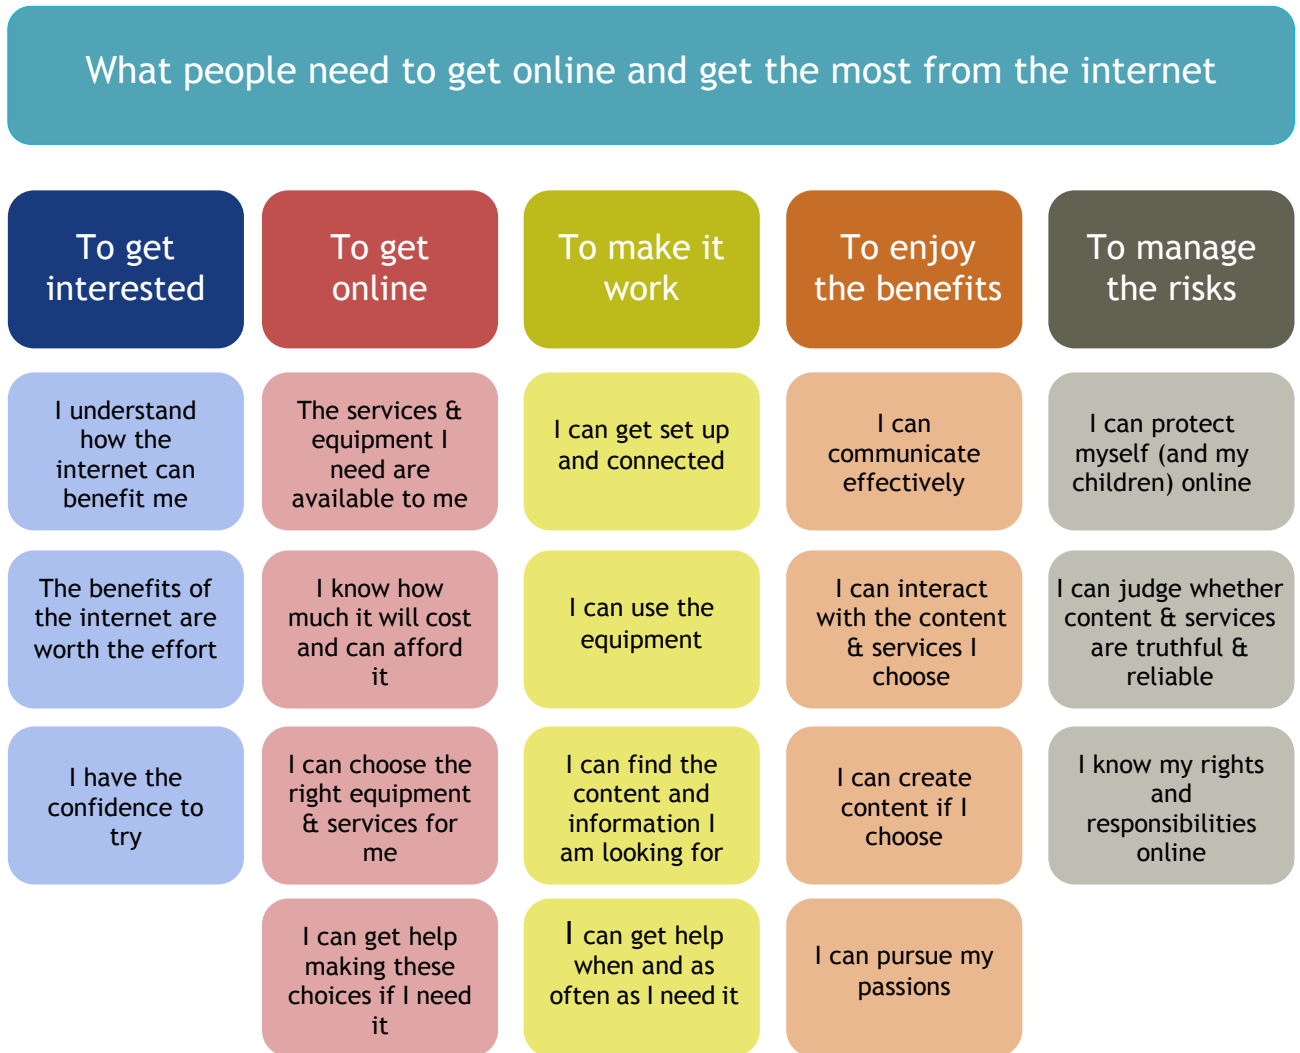 What people need to get online and get the most from the internet
To get
interested
To get
online
To make it
work
To enjoy
the benefits
To manage
the risks
I understand
how the
internet can
benefit me
The services &
equipment I
need are
available to me
I can get set up
and connected
I can
communicate
effectively
I can protect
myself (and my
children) online
The benefits of
the internet are
worth the effort
I know how
much it will cost
and can afford
it
I can use the
equipment
I can interact
with the content
& services I
choose
I can judge whether
content & services
are truthful &
reliable
I have the
confidence to
try
I can choose the
right equipment
& services for
me
I can find the
content and
information I
am looking for
I can create
content if I
choose
I know my rights
and
responsibilities
online
I can get help
making these
choices if I need
it
I can get help
when and as
often as I need it
I can pursue my
passions